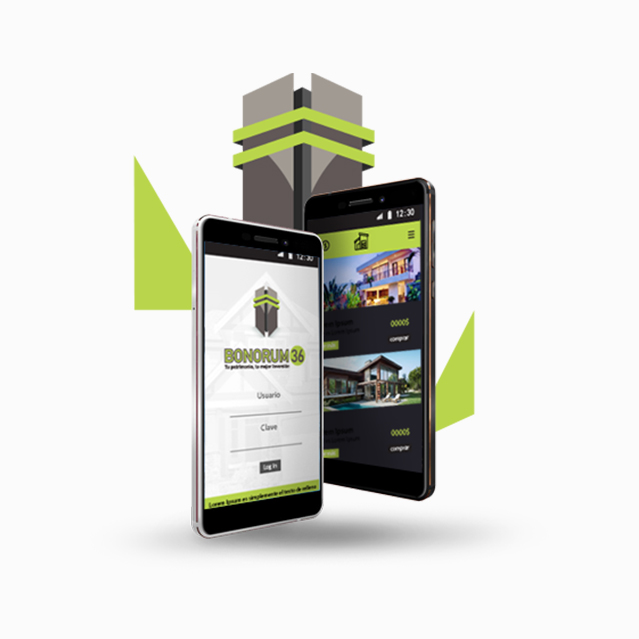 12:30
BONORUM 36
Tu patrimonio, tu mejor inversión
Usuario
Clave
Log In
Lorem Ipsum es simplemente el texto de relleno
12:30
0000$
comprar
0000$
comprar